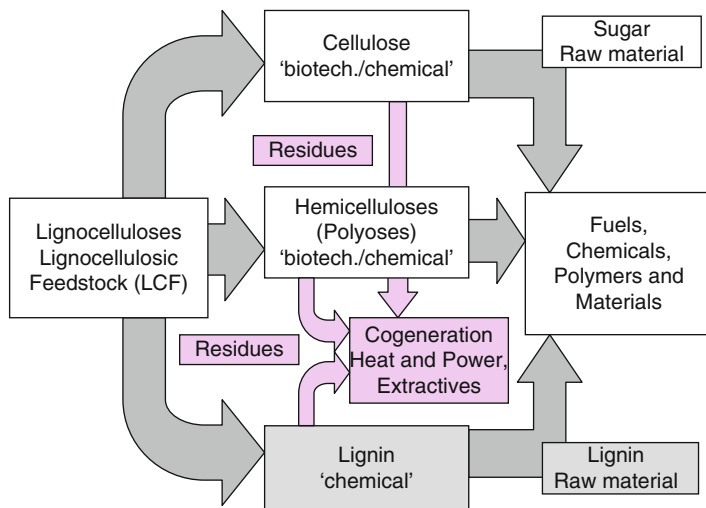 Cellulose
‘biotech./chemical’
Sugar
Raw material
Residues
Lignocelluloses
Lignocellulosic
Feedstock (LCF)
Hemicelluloses
(Polyoses)
‘biotech./chemical’
Fuels,
Chemicals,
Polymers and
Materials
Residues
Cogeneration
Heat and Power,
Extractives
Lignin
‘chemical’
Lignin
Raw material